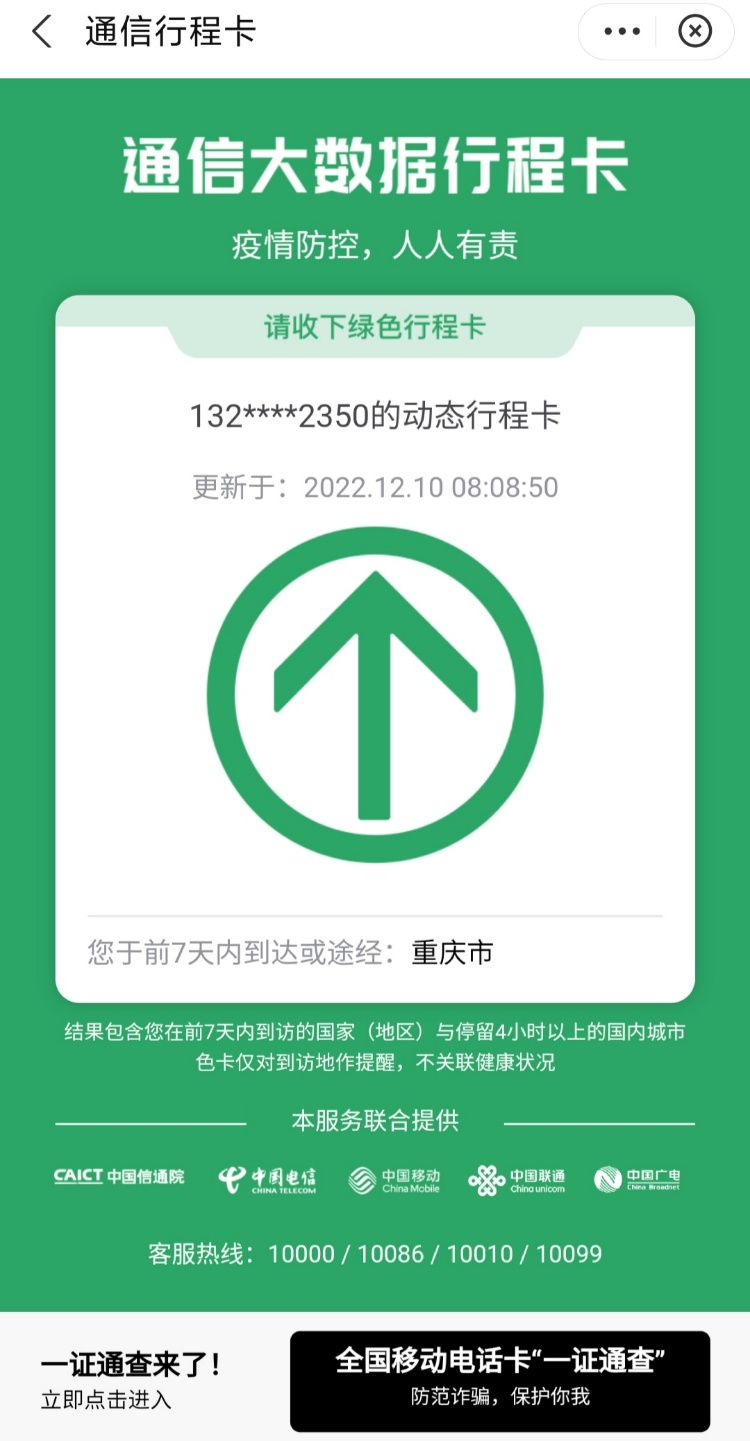 通信行程卡
通信大数据行程卡
疫情防控，人人有责
请收下绿色行程卡
132****2350的动态行程卡
更新于：2022.12.10 08:08:50
您于前7天内到达或途经：重庆市
结果包含您在前7天内到访的国家（地区）与停留4小时以上的国内城市
色卡仅对到访地作提醒，不关联健康状况
本服务联合提供
CAICT 中国信通院 中国电信 CHINA TELECOM 中国移动 China Mobile 中国联通 China unicom 中国广电 China Broadnet
客服热线：10000 / 10086 / 10010 / 10099
一证通查来了！
立即点击进入
全国移动电话卡“一证通查”
防范诈骗，保护你我